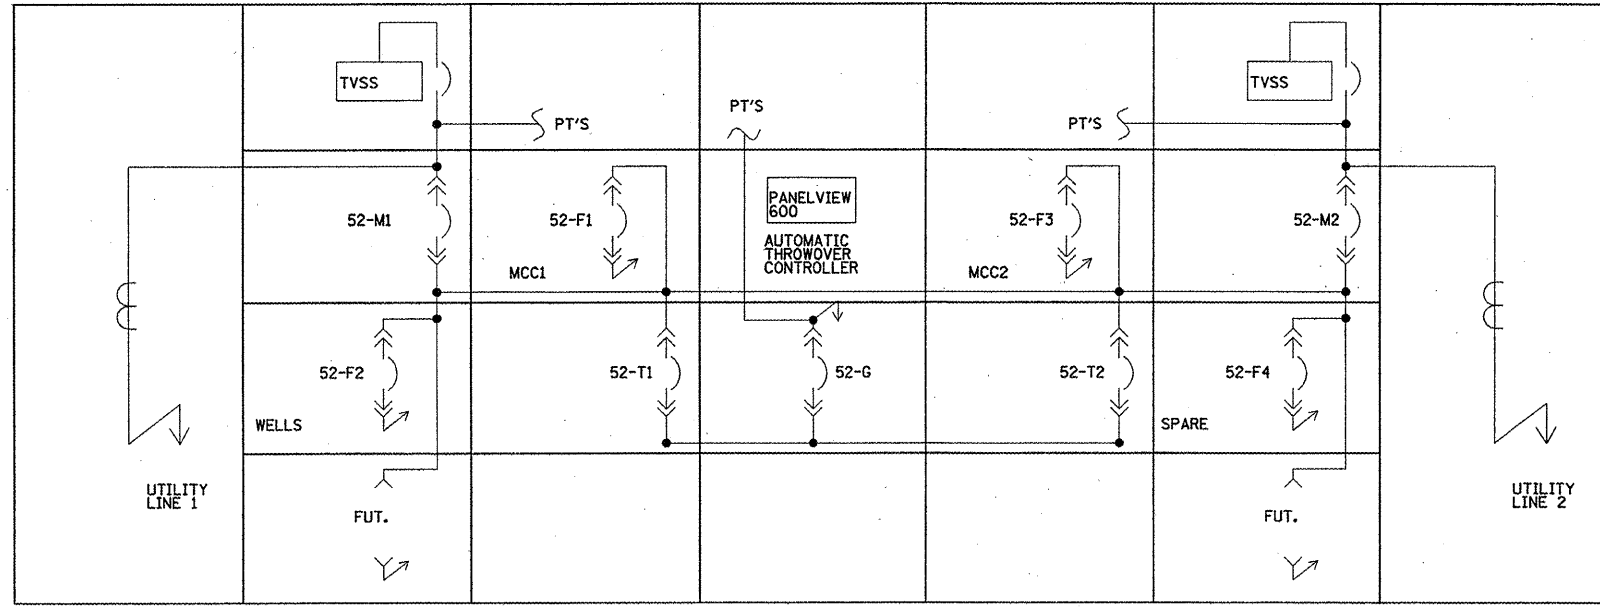 TVSS
PT'S
PT'S
PT'S
TVSS
52-M1
52-F1
PANELVIEW
600
52-F3
52-M2
AUTOMATIC
THROWOVER
CONTROLLER
MCC1
MCC2
52-F2
52-T1
52-G
52-T2
52-F4
WELLS
SPARE
UTILITY
LINE 1
FUT.
FUT.
UTILITY
LINE 2